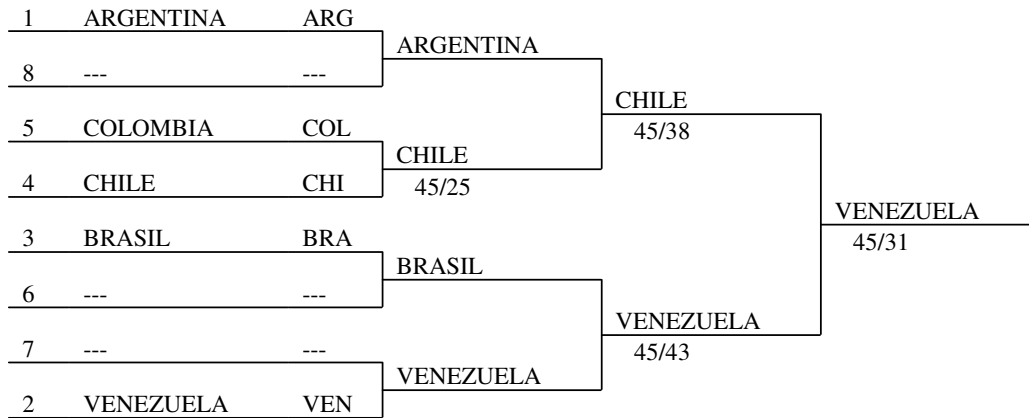 1 ARGENTINA ARG
ARGENTINA
8 --- ---
CHILE
45/38
5 COLOMBIA COL
CHILE
45/25
4 CHILE CHI
VENEZUELA
45/31
3 BRASIL BRA
BRASIL
6 --- ---
VENEZUELA
45/43
7 --- ---
VENEZUELA
2 VENEZUELA VEN